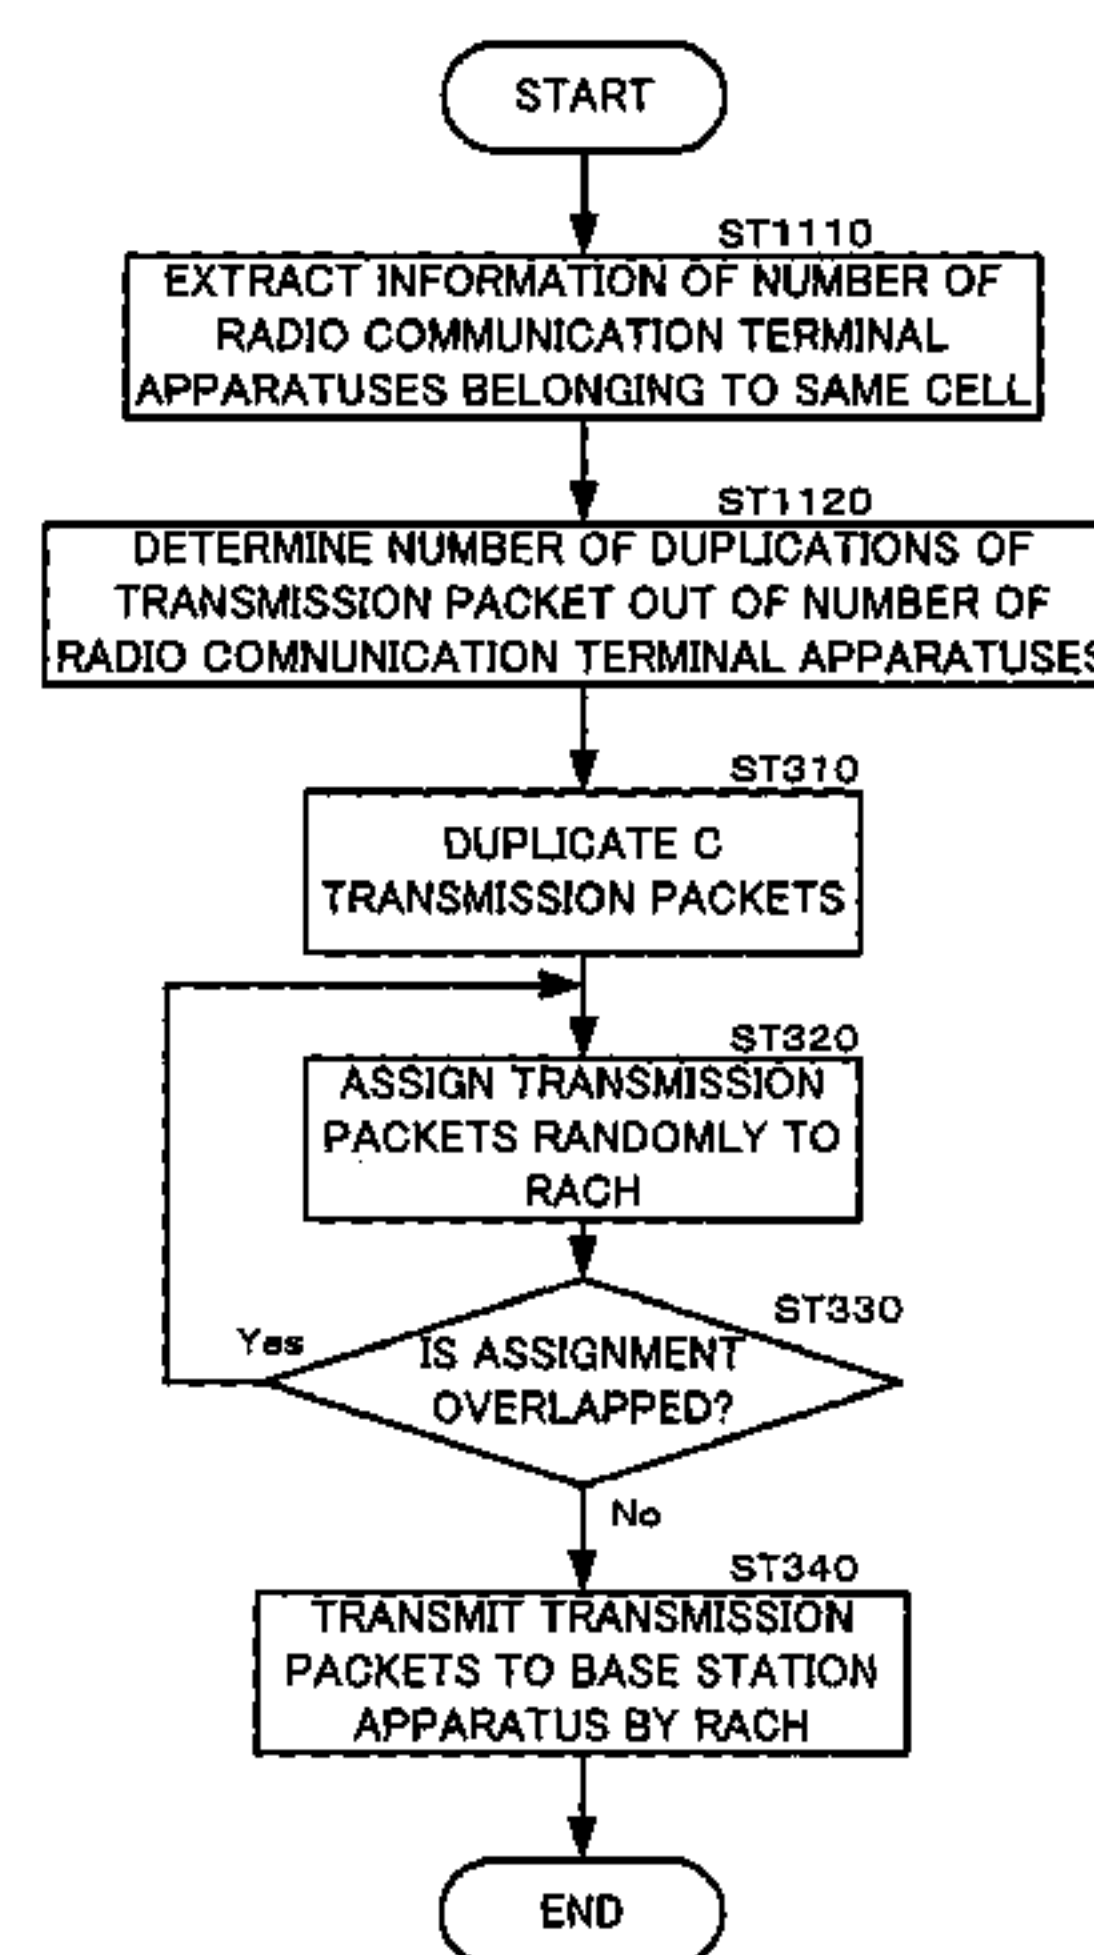 START
ST1110
EXTRACT INFORMATION OF NUMBER OF
RADIO COMMUNICATION TERMINAL
APPARATUSES BELONGING TO SAME CELL
ST1120
DETERMINE NUMBER OF DUPLICATIONS OF
TRANSMISSION PACKET OUT OF NUMBER OF
RADIO COMNUNICATION TERMINAL APPARATUSES
ST310
DUPLICATE C
TRANSMISSION PACKETS
ST320
ASSIGN TRANSMISSION
PACKETS RANDOMLY TO
RACH
ST330
Yes
IS ASSIGNMENT
OVERLAPPED?
No
ST340
TRANSMIT TRANSMISSION
PACKETS TO BASE STATION
APPARATUS BY RACH
END